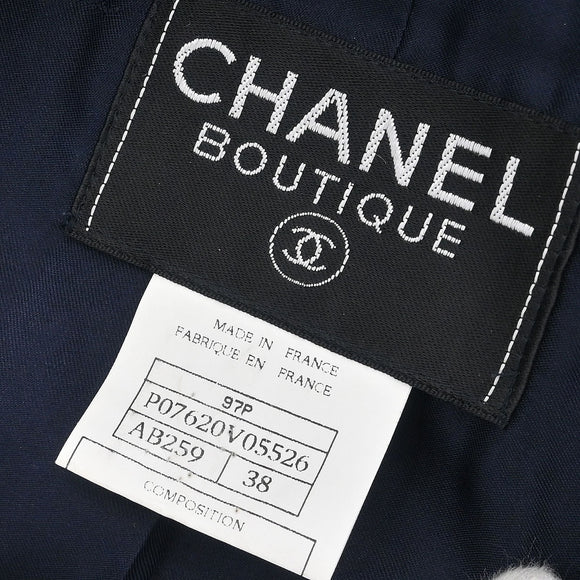 CHANEL
BOUTIQUE
MADE IN FRANCE
FABRIQUE EN FRANCE
97P
P07620V05526
AB259 38
COMPOSITION